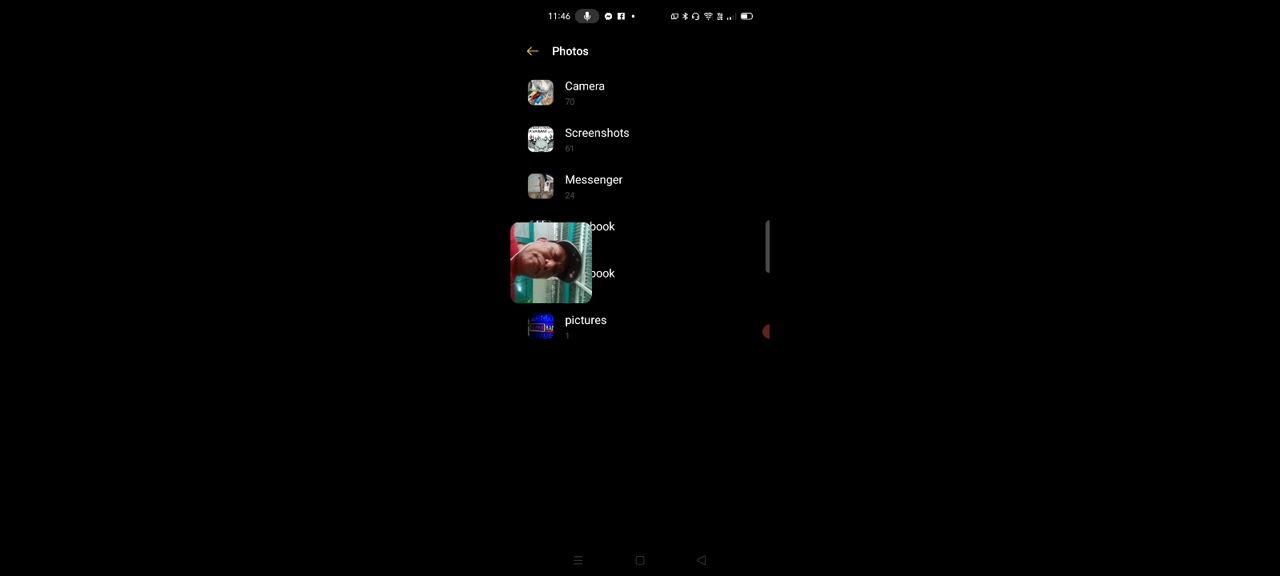 11:46
Photos
Camera
70
Screenshots
61
Messenger
24
book
book
pictures
1